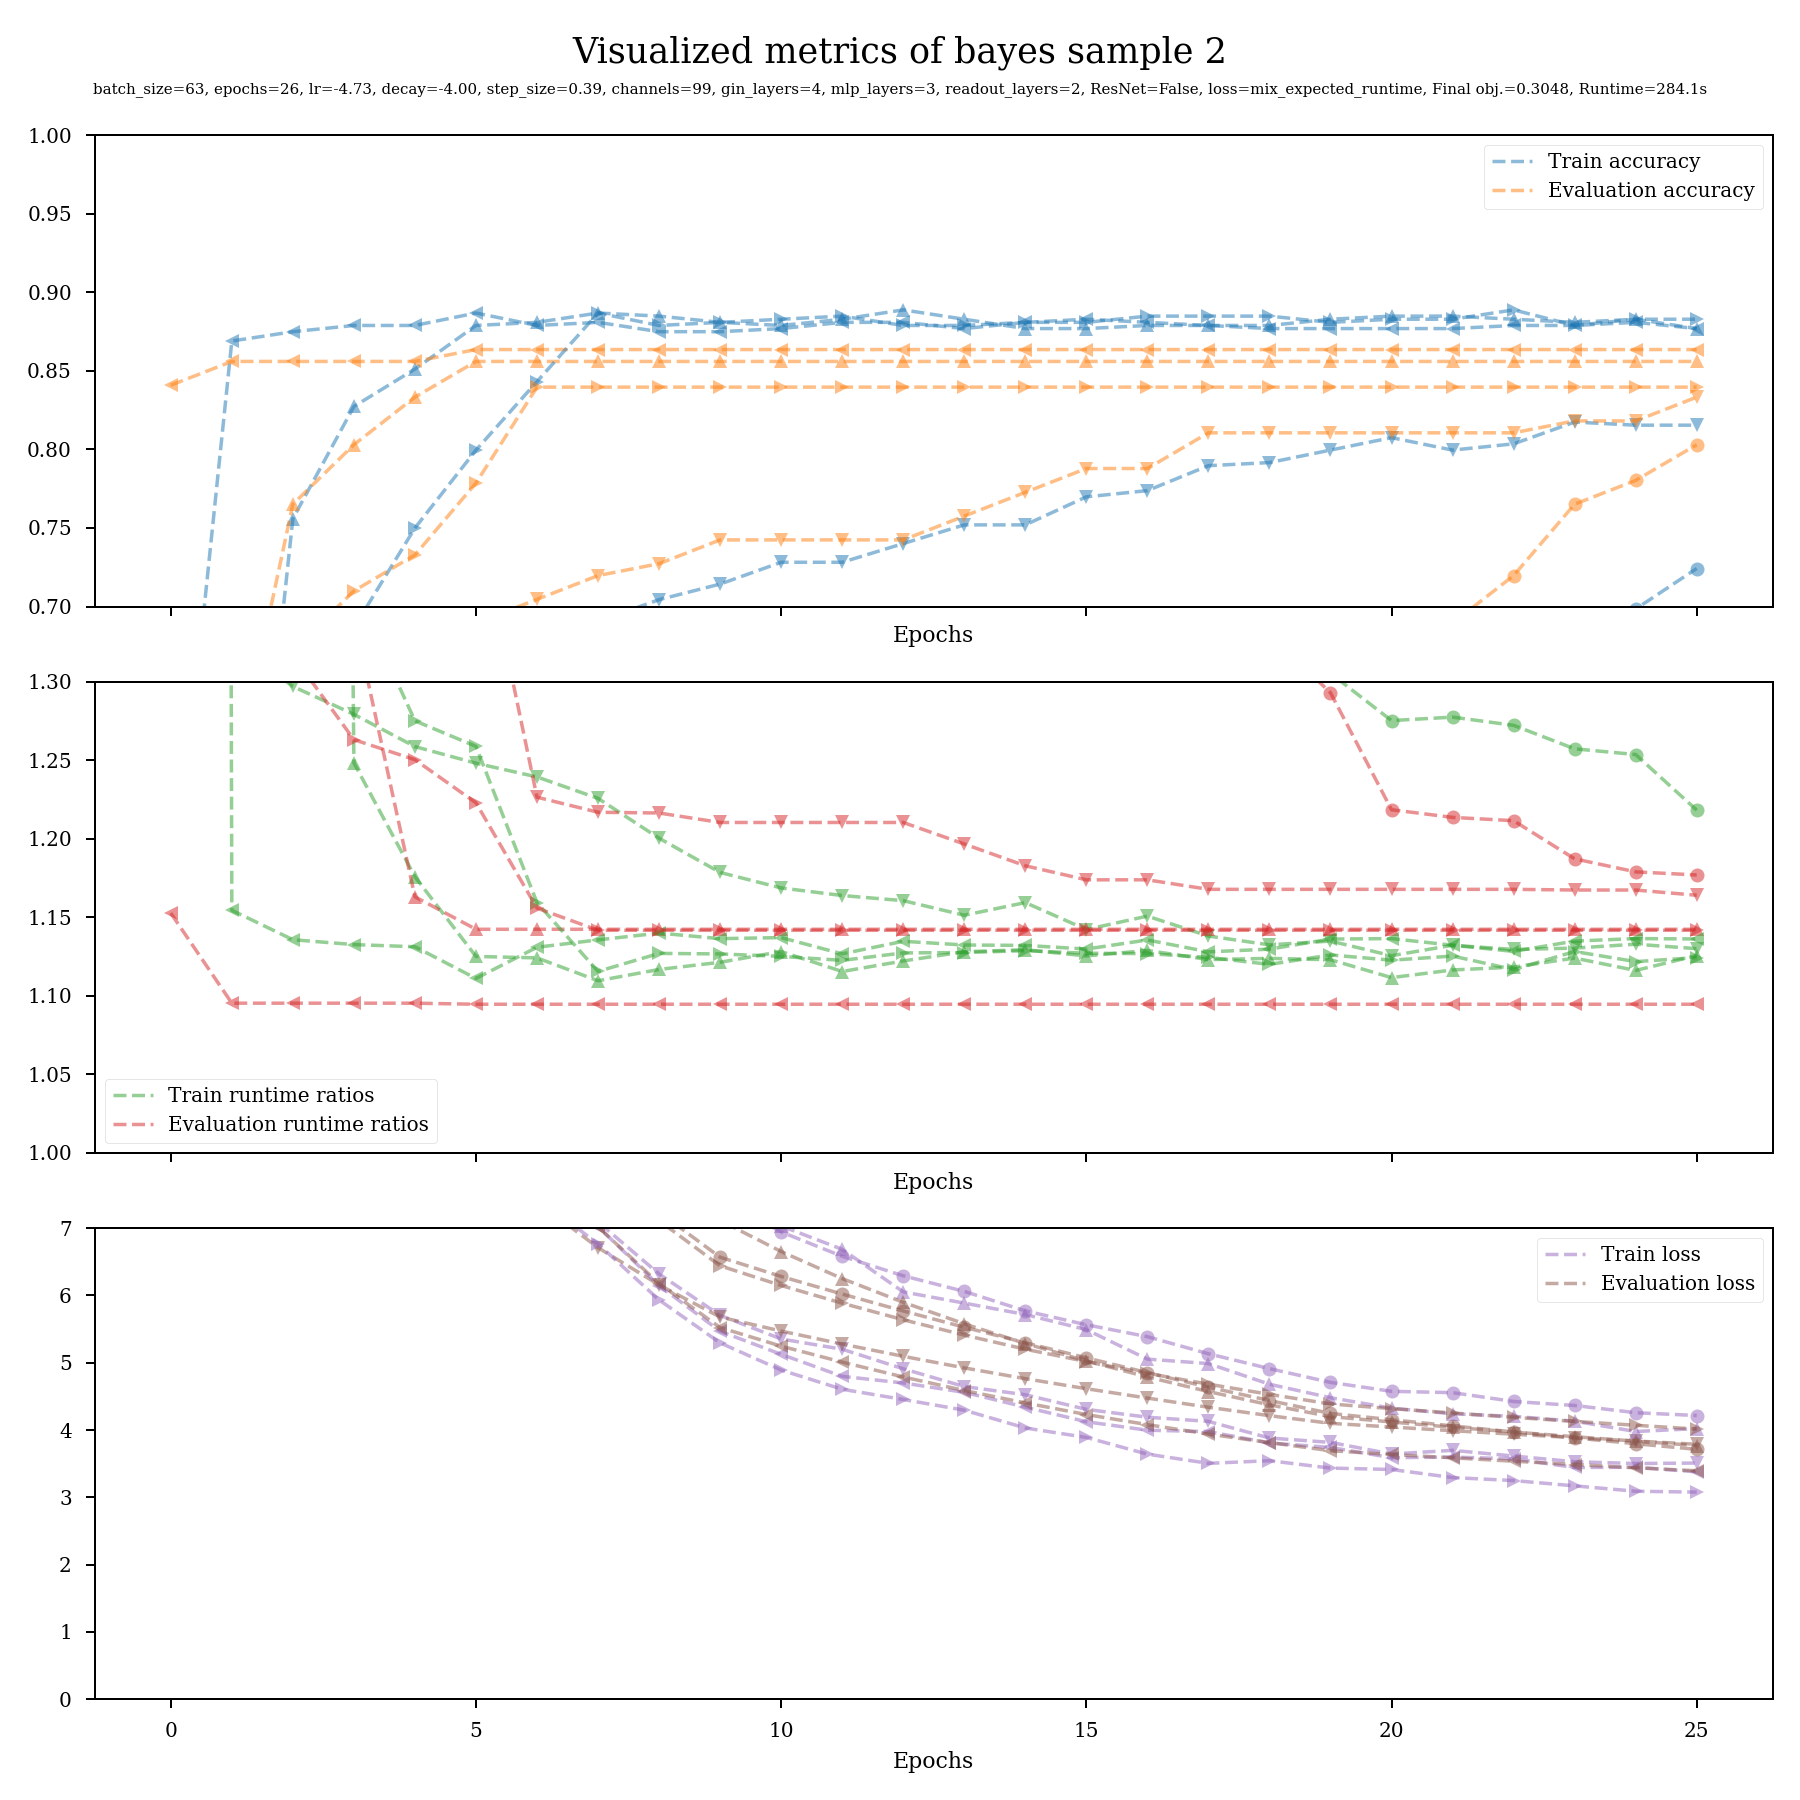 Visualized metrics of bayes sample 2
batch_size=63, epochs=26, lr=-4.73, decay=-4.00, step_size=0.39, channels=99, gin_layers=4, mlp_layers=3, readout_layers=2, ResNet=False, loss=mix_expected_runtime, Final obj.=0.3048, Runtime=284.1s
1.00
0.95
0.90
0.85
0.80
0.75
0.70
Train accuracy
Evaluation accuracy
Epochs
1.30
1.25
1.20
1.15
1.10
1.05
1.00
Train runtime ratios
Evaluation runtime ratios
Epochs
7
6
5
4
3
2
1
0
Train loss
Evaluation loss
0 5 10 15 20 25
Epochs